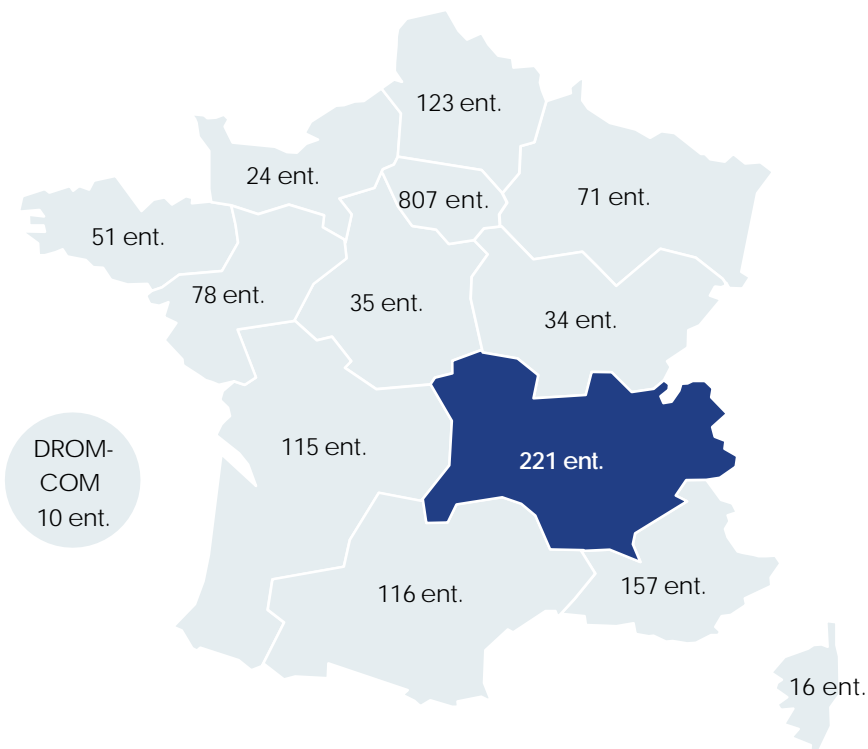 123 ent.
24 ent.
807 ent.
71 ent.
51 ent.
78 ent.
35 ent.
34 ent.
115 ent.
221 ent.
DROM-
COM
10 ent.
116 ent.
157 ent.
16 ent.